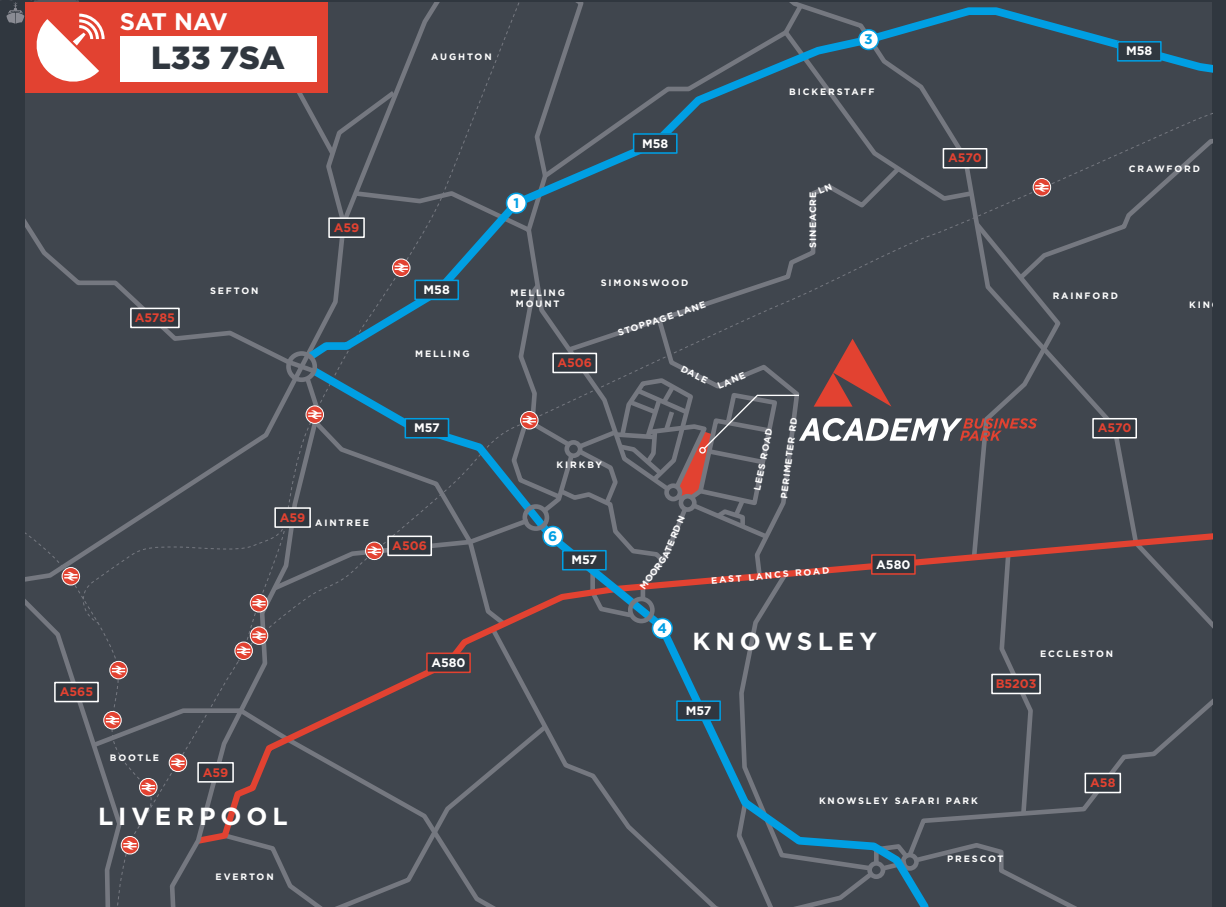 SAT NAV
L33 7SA
3
M58
AUGHTON
BICKERSTAFF
M58
A570
CRAWFORD
1
SINEACRE LN
A59
M58
SEFTON
MELLING
MOUNT
SIMONSWOOD
RAINFORD
A5785
STOPPAGE LANE
MELLING
A506
DALE LANE
M57
ACADEMY
BUSINESS
PARK
A570
LEES ROAD
PERIMETER RD
KIRKBY
A59
AINTREE
A506
6
M57
MOORGATE RD N
EAST LANCS ROAD
A580
4
KNOWSLEY
A580
ECCLESTON
A565
B5203
M57
BOOTLE
A59
A58
KNOWSLEY SAFARI PARK
LIVERPOOL
PRESCOT
EVERTON